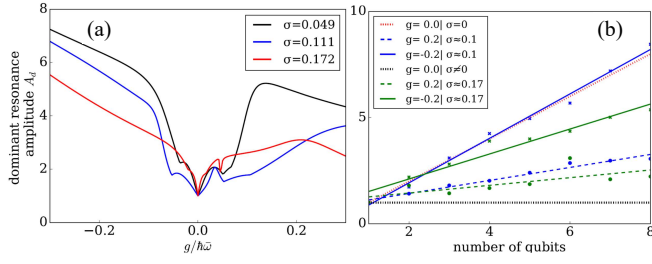 (a)
σ=0.049
σ=0.111
σ=0.172
dominant resonance
amplitude A_d
8
6
4
2
−0.2
0.0
0.2
g/ħω̄
(b)
g= 0.0| σ=0
g= 0.2| σ≈0.1
g=-0.2| σ≈0.1
g= 0.0| σ≠0
g= 0.2| σ≈0.17
g=-0.2| σ≈0.17
10
5
0
1
2
3
4
5
6
7
8
number of qubits